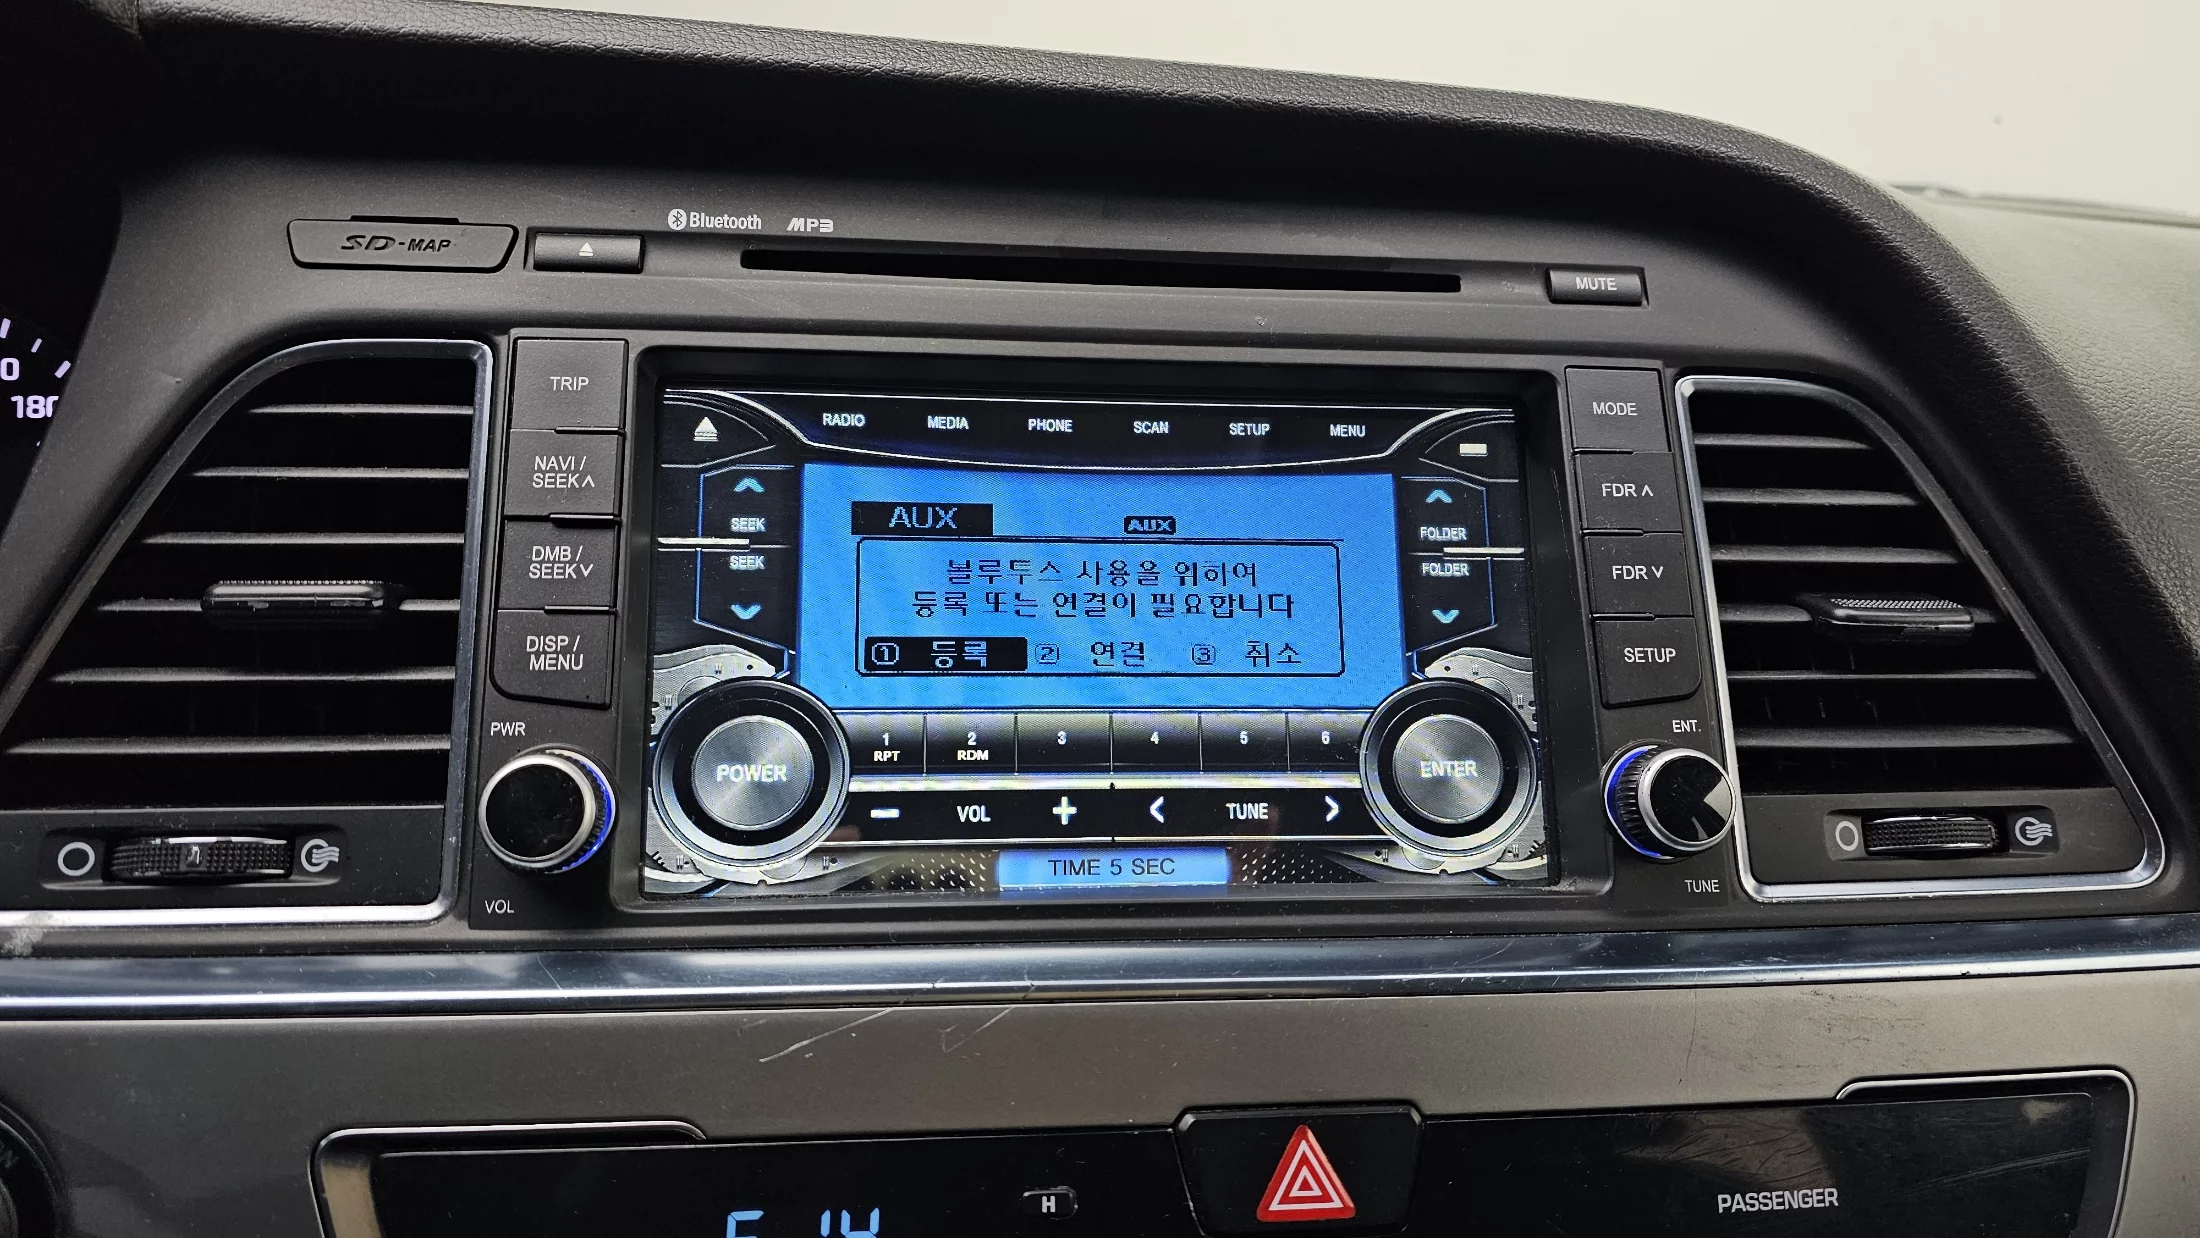 Bluetooth MP3
SD-MAP
MUTE
0
180
TRIP
NAVI /
SEEK∧
DMB /
SEEK∨
DISP /
MENU
PWR
VOL
RADIO MEDIA PHONE SCAN SETUP MENU
SEEK
SEEK
FOLDER
FOLDER
AUX AUX
블루투스 사용을 위하여
등록 또는 연결이 필요합니다
① 등록 ② 연결 ③ 취소
POWER
1 2 3 4 5 6
RPT RDM
ENTER
− VOL + < TUNE >
TIME 5 SEC
MODE
FDR ∧
FDR ∨
SETUP
ENT.
TUNE
H
PASSENGER